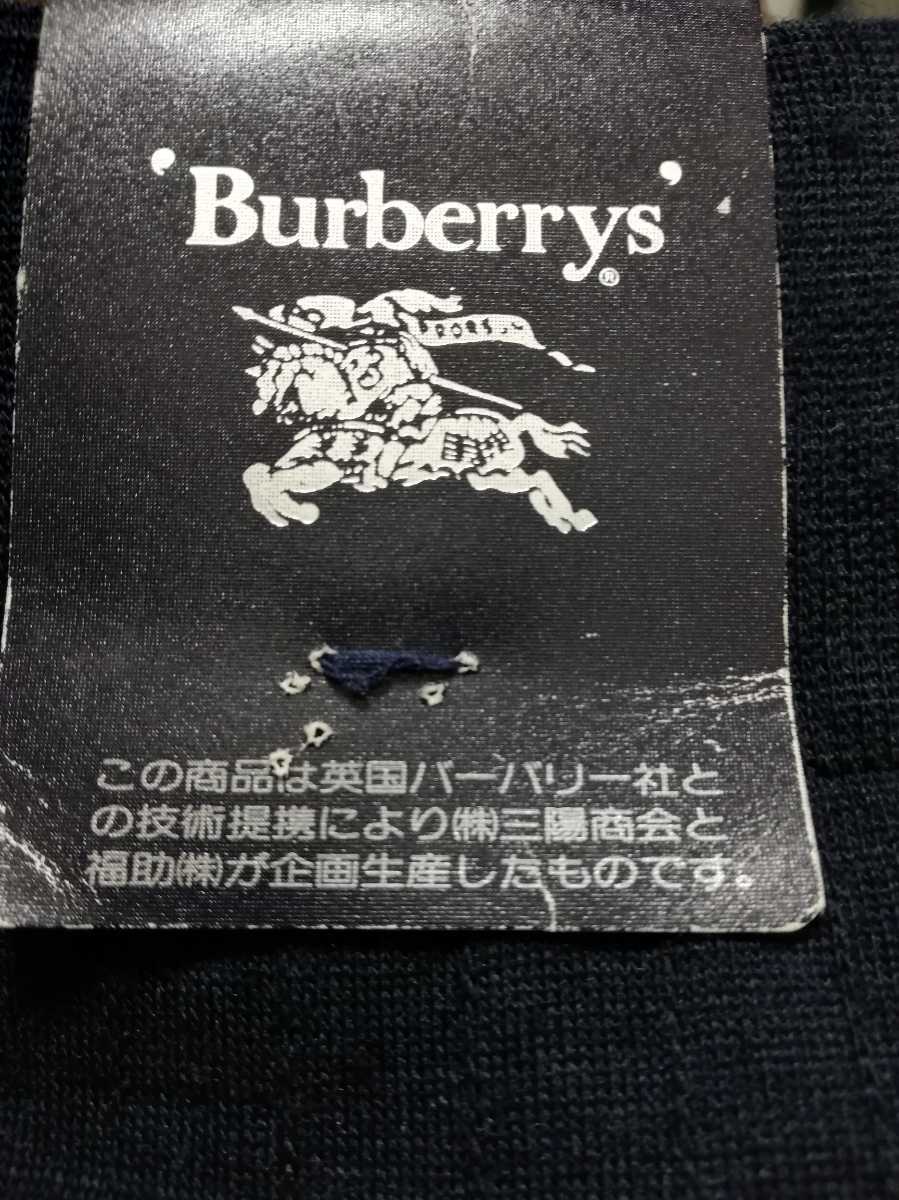 'Burberrys'
®
PORSUM
この商品は英国バーバリー社と
の技術提携により㈱三陽商会と
福助㈱が企画生産したものです。